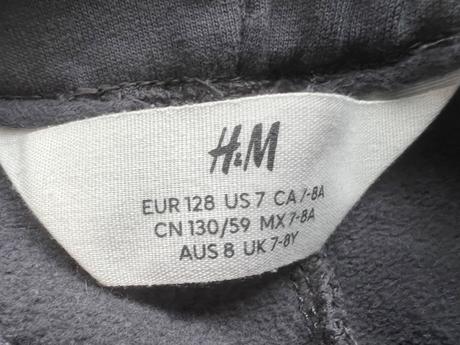 H&M
EUR 128 US 7 CA 7-8A
CN 130/59 MX 7-8A
AUS 8 UK 7-8Y